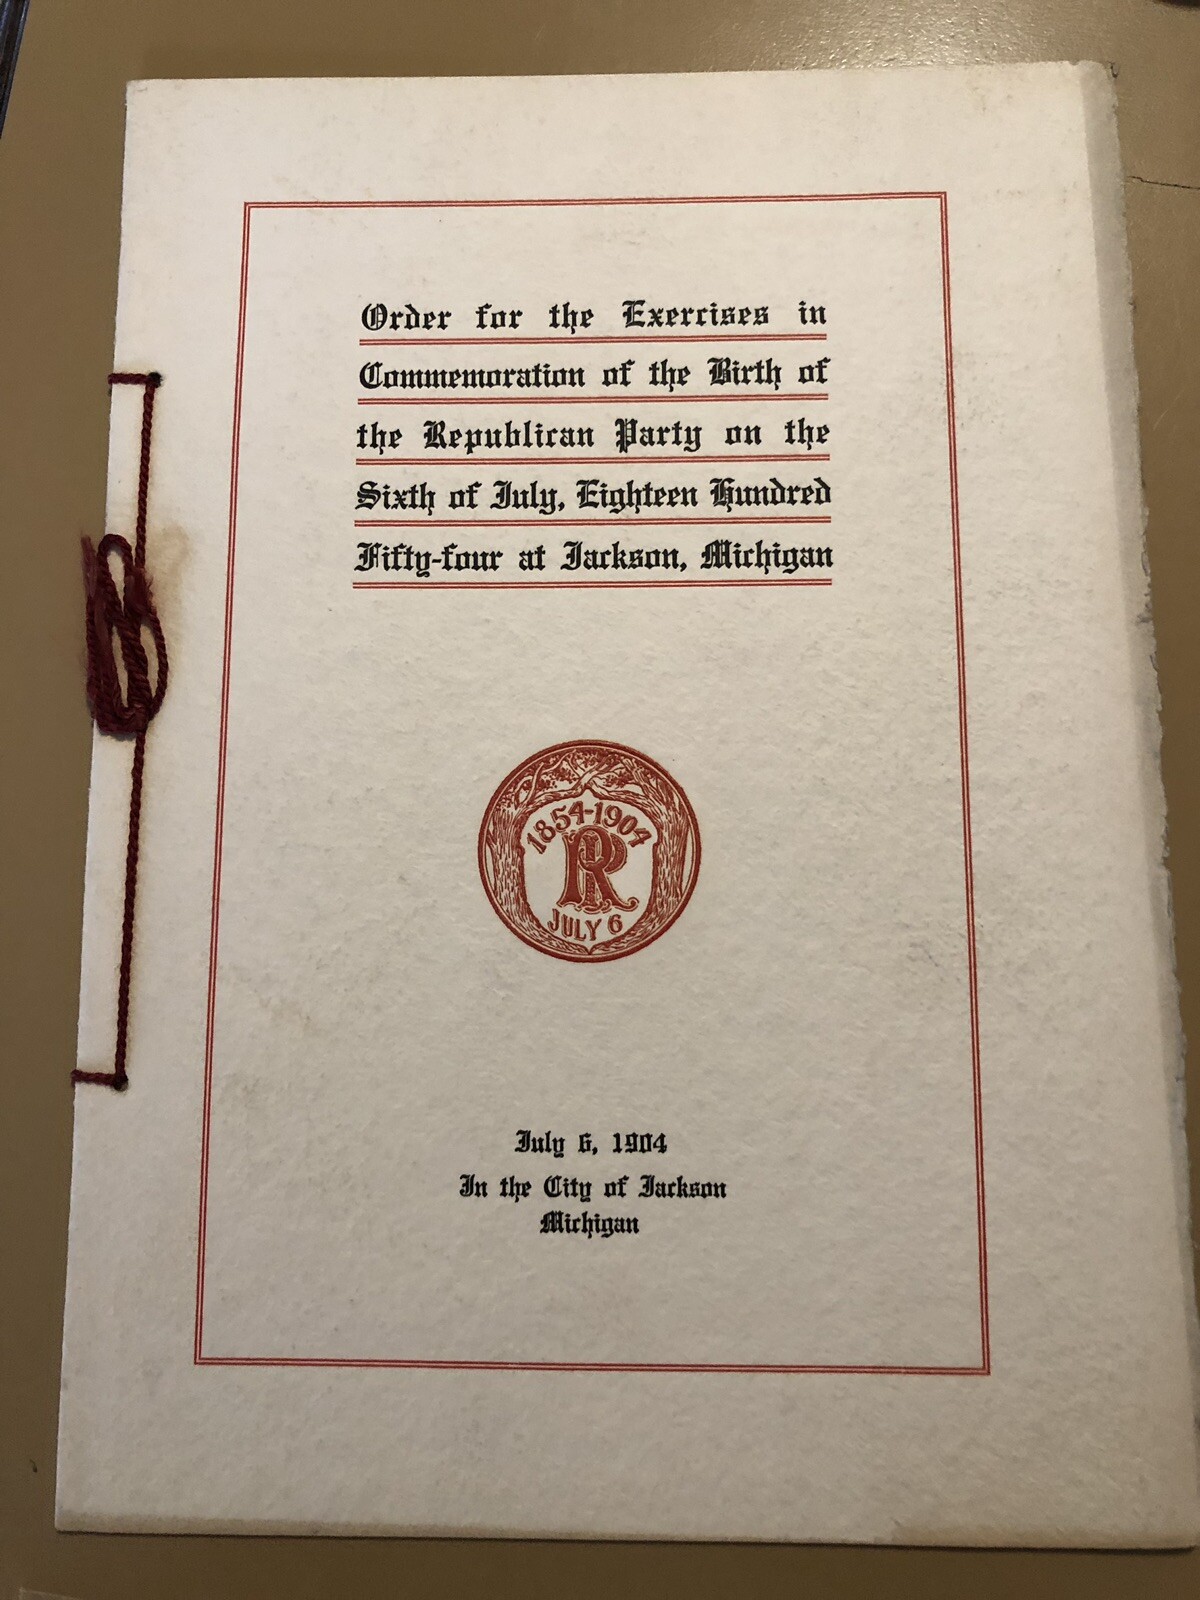 Order for the Exercises in
Commemoration of the Birth of
the Republican Party on the
Sixth of July, Eighteen Hundred
Fifty-four at Jackson, Michigan
1854-1904
RP
JULY 6
July 6, 1904
In the City of Jackson
Michigan